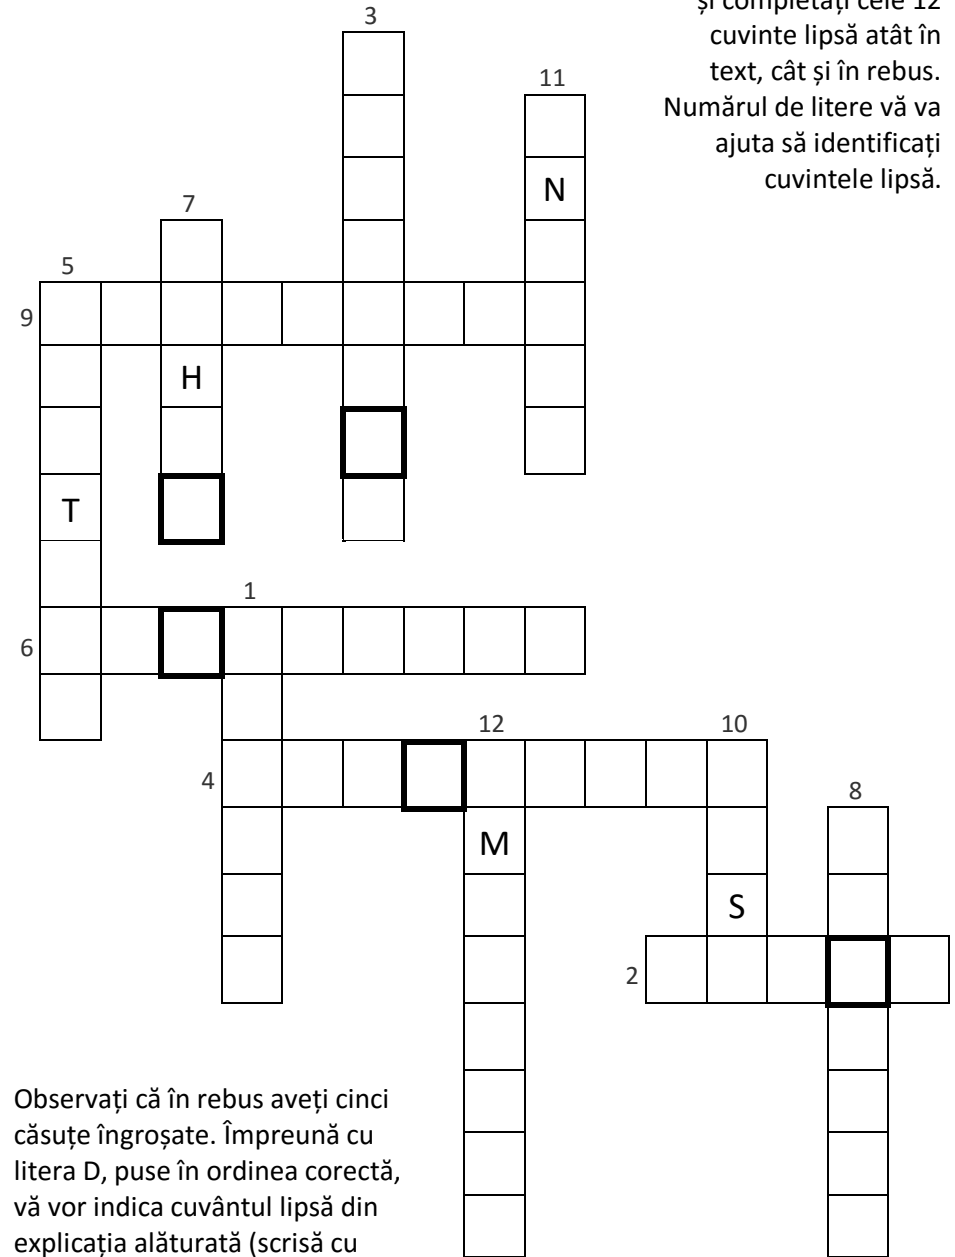 și completați cele 12
cuvinte lipsă atât în
text, cât și în rebus.
Numărul de litere vă va
ajuta să identificați
cuvintele lipsă.
3
11
N
7
5
9
H
T
1
6
12
10
4
8
M
S
2
Observați că în rebus aveți cinci
căsuțe îngroșate. Împreună cu
litera D, puse în ordinea corectă,
vă vor indica cuvântul lipsă din
explicația alăturată (scrisă cu